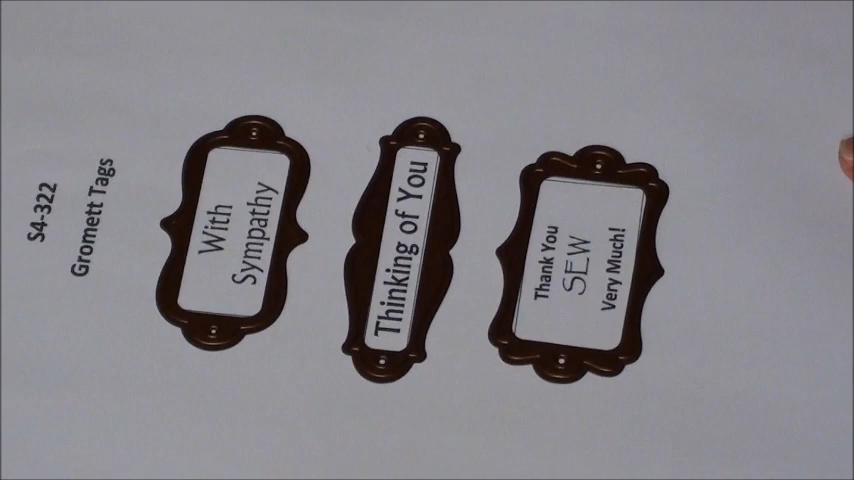 S4-322
Gromett Tags
With
Sympathy
Thinking of You
Thank You
SEW
Very Much!